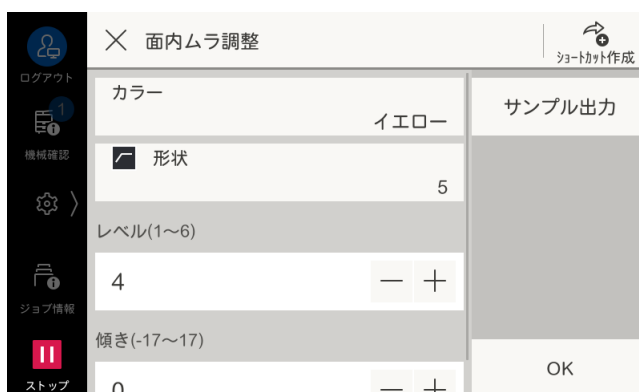 ログアウト
1
機械確認
ジョブ情報
ストップ
面内ムラ調整
ショートカット作成
カラー
イエロー
形状
5
レベル(1～6)
4
傾き(-17～17)
0
サンプル出力
OK